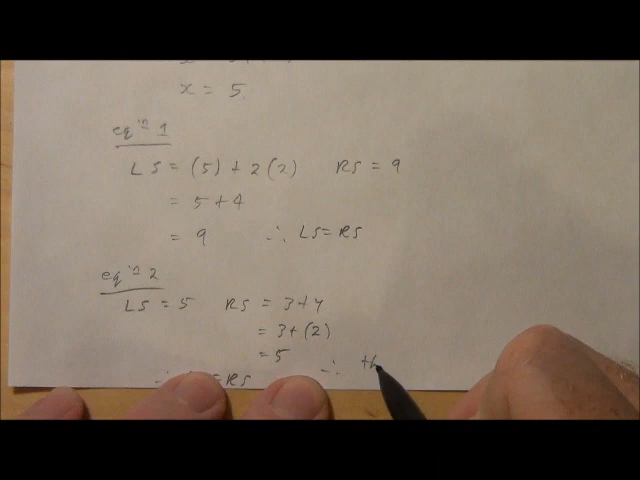 x = 5.
eq'n 1
LS = (5) + 2(2) RS = 9
= 5+4
= 9 ∴ LS = RS
eq'n 2
LS = 5 RS = 3+y
= 3+(2)
= 5
∴ = RS ∴ th